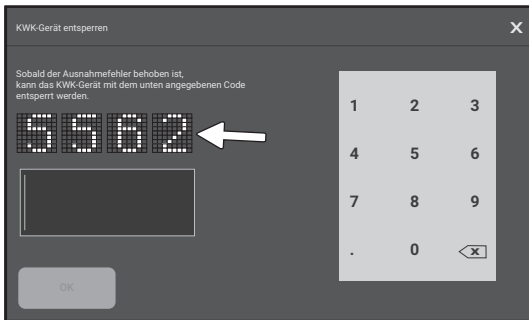 KWK-Gerät entsperren
X
Sobald der Ausnahmefehler behoben ist,
kann das KWK-Gerät mit dem unten angegebenen Code
entsperrt werden.
5562
1 2 3
4 5 6
7 8 9
. 0 x
OK